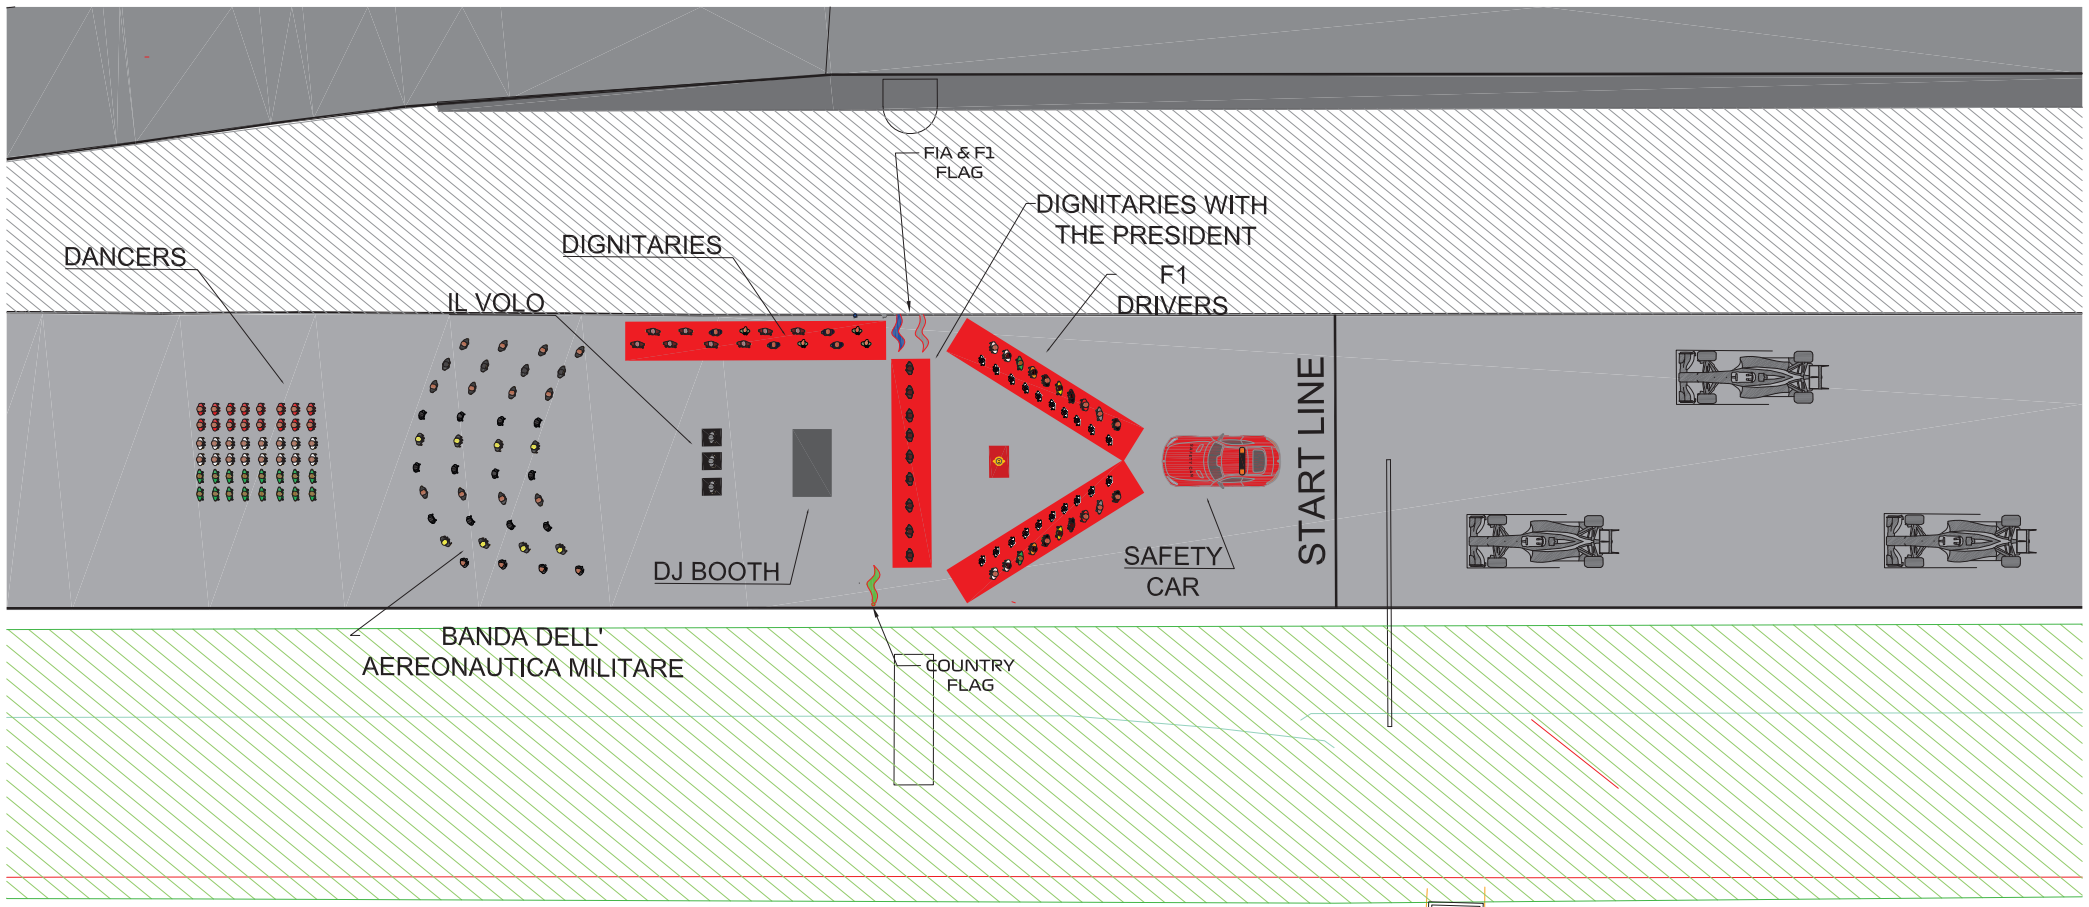 FIA & F1
FLAG
DIGNITARIES WITH
THE PRESIDENT
DANCERS
DIGNITARIES
F1
DRIVERS
IL VOLO
START LINE
DJ BOOTH
SAFETY
CAR
BANDA DELL'
AEREONAUTICA MILITARE
COUNTRY
FLAG